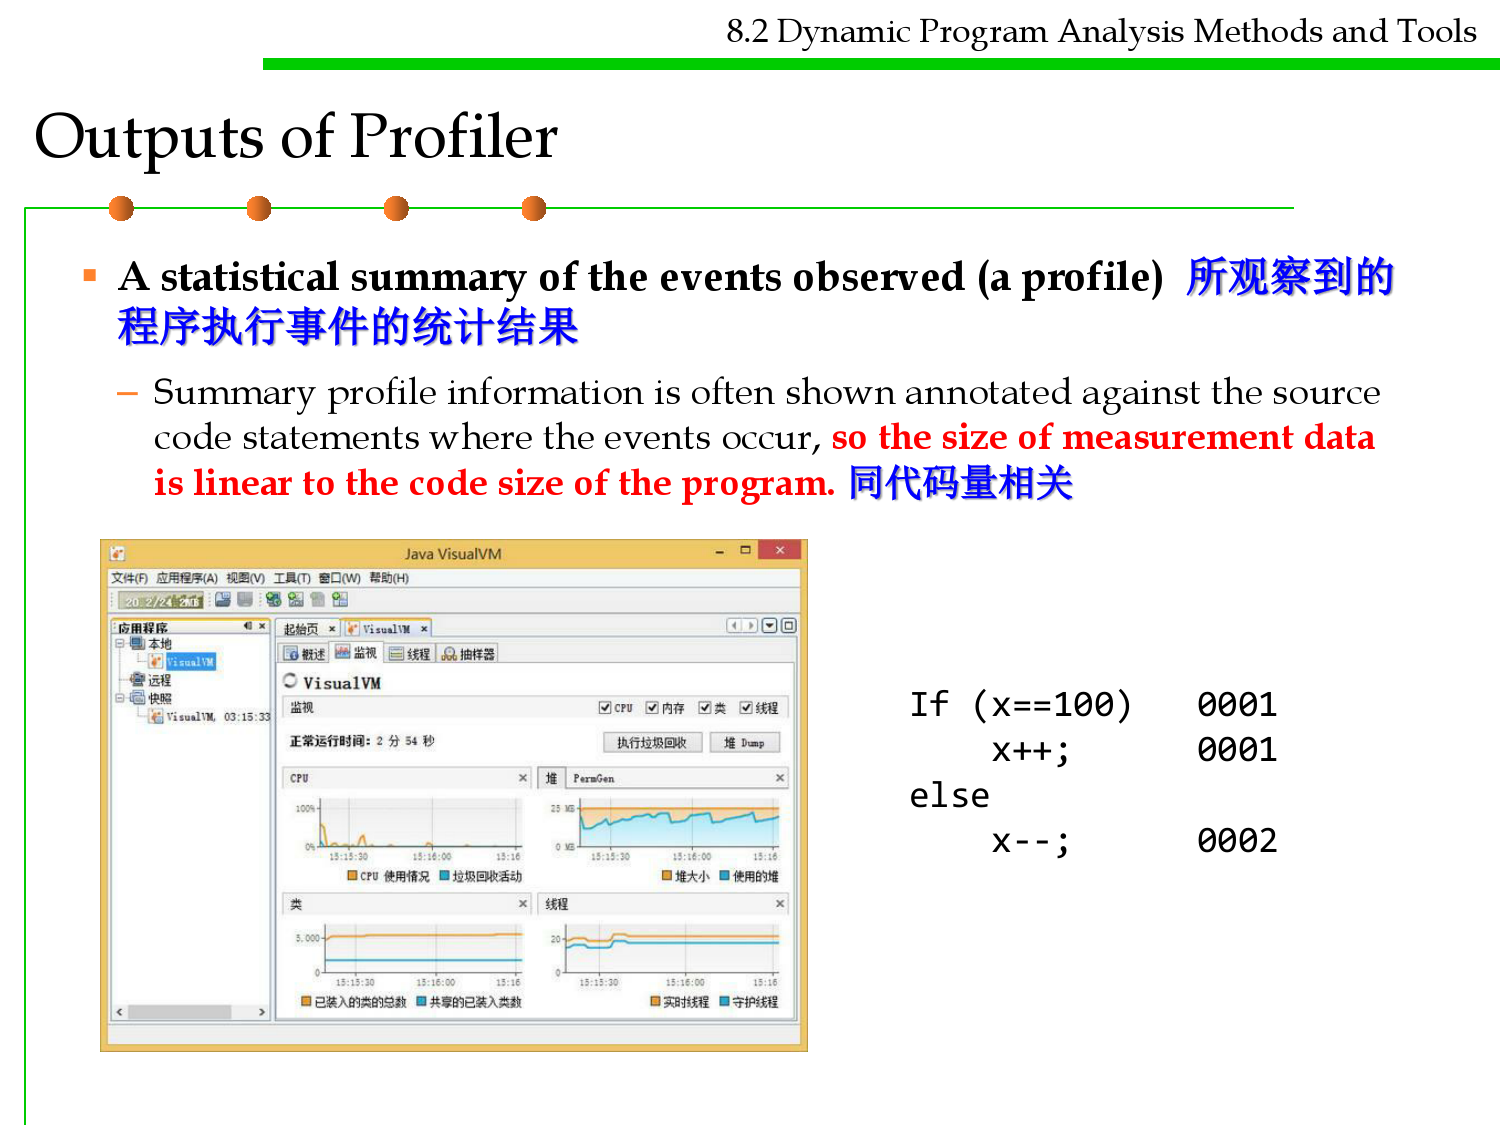 8.2 Dynamic Program Analysis Methods and Tools
Outputs of Profiler
A statistical summary of the events observed (a profile) 所观察到的
程序执行事件的统计结果
– Summary profile information is often shown annotated against the source
code statements where the events occur, so the size of measurement data
is linear to the code size of the program. 同代码量相关
Java VisualVM
文件(F) 应用程序(A) 视图(V) 工具(T) 窗口(W) 帮助(H)
应用程序
本地
VisualVM
远程
快照
VisualVM, 03:15:33
起始页 VisualVM
概述 监视 线程 抽样器
VisualVM
监视 CPU 内存 类 线程
正常运行时间: 2 分 54 秒 执行垃圾回收 堆 Dump
CPU
100%
0%
15:15:30 15:16:00 15:16
CPU 使用情况 垃圾回收活动
堆 PermGen
25 MB
0 MB
15:15:30 15:16:00 15:16
堆大小 使用的堆
类
5,000
0
15:15:30 15:16:00 15:16
已装入的类的总数 共享的已装入类数
线程
20
0
15:15:30 15:16:00 15:16
实时线程 守护线程
If (x==100) 0001
x++; 0001
else
x--; 0002